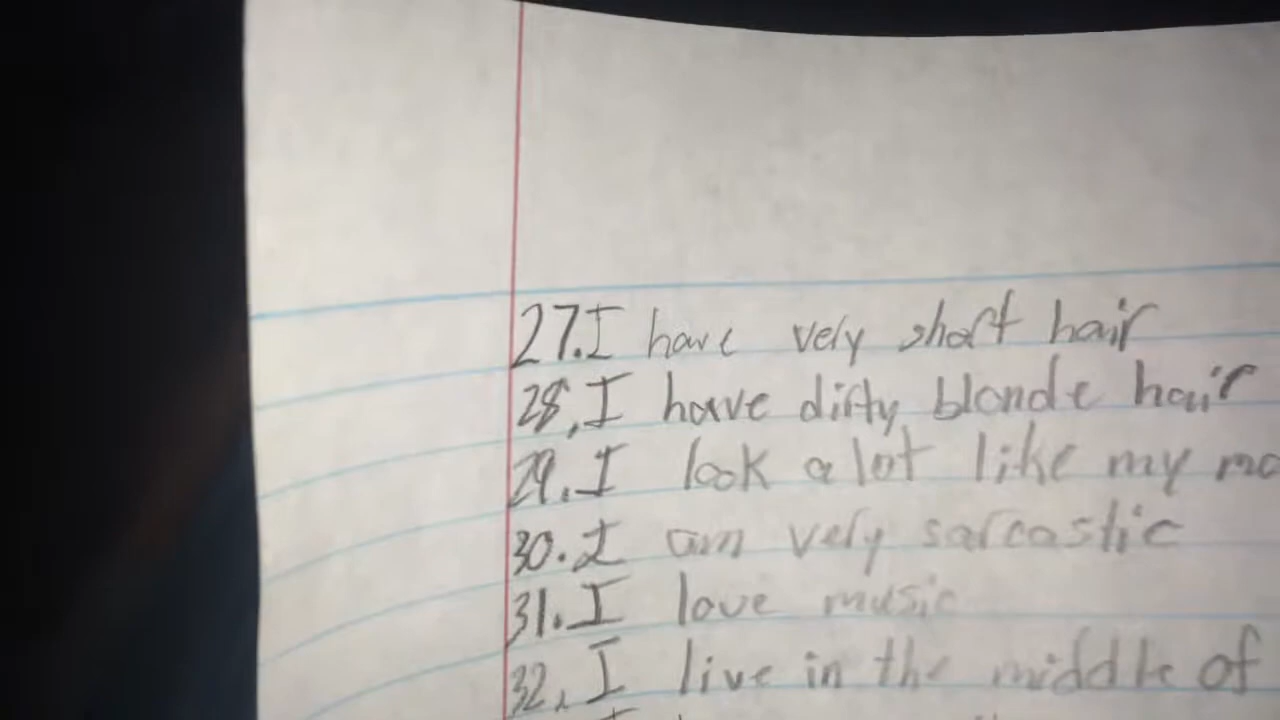 27. I have very short hair
28, I have dirty blonde hair
29. I look a lot like my
30. I am very sarcastic
31. I love music
32, I live in the middle of